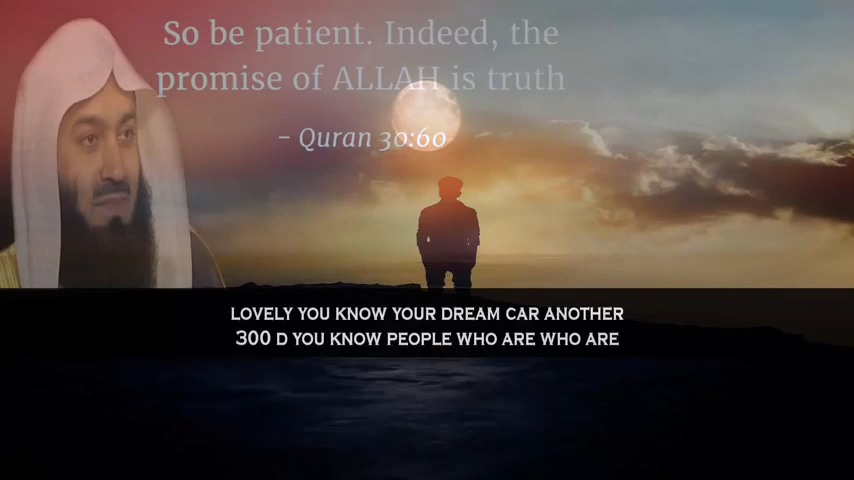 So be patient. Indeed, the
promise of ALLAH is truth
- Quran 30:60
LOVELY YOU KNOW YOUR DREAM CAR ANOTHER
300 D YOU KNOW PEOPLE WHO ARE WHO ARE